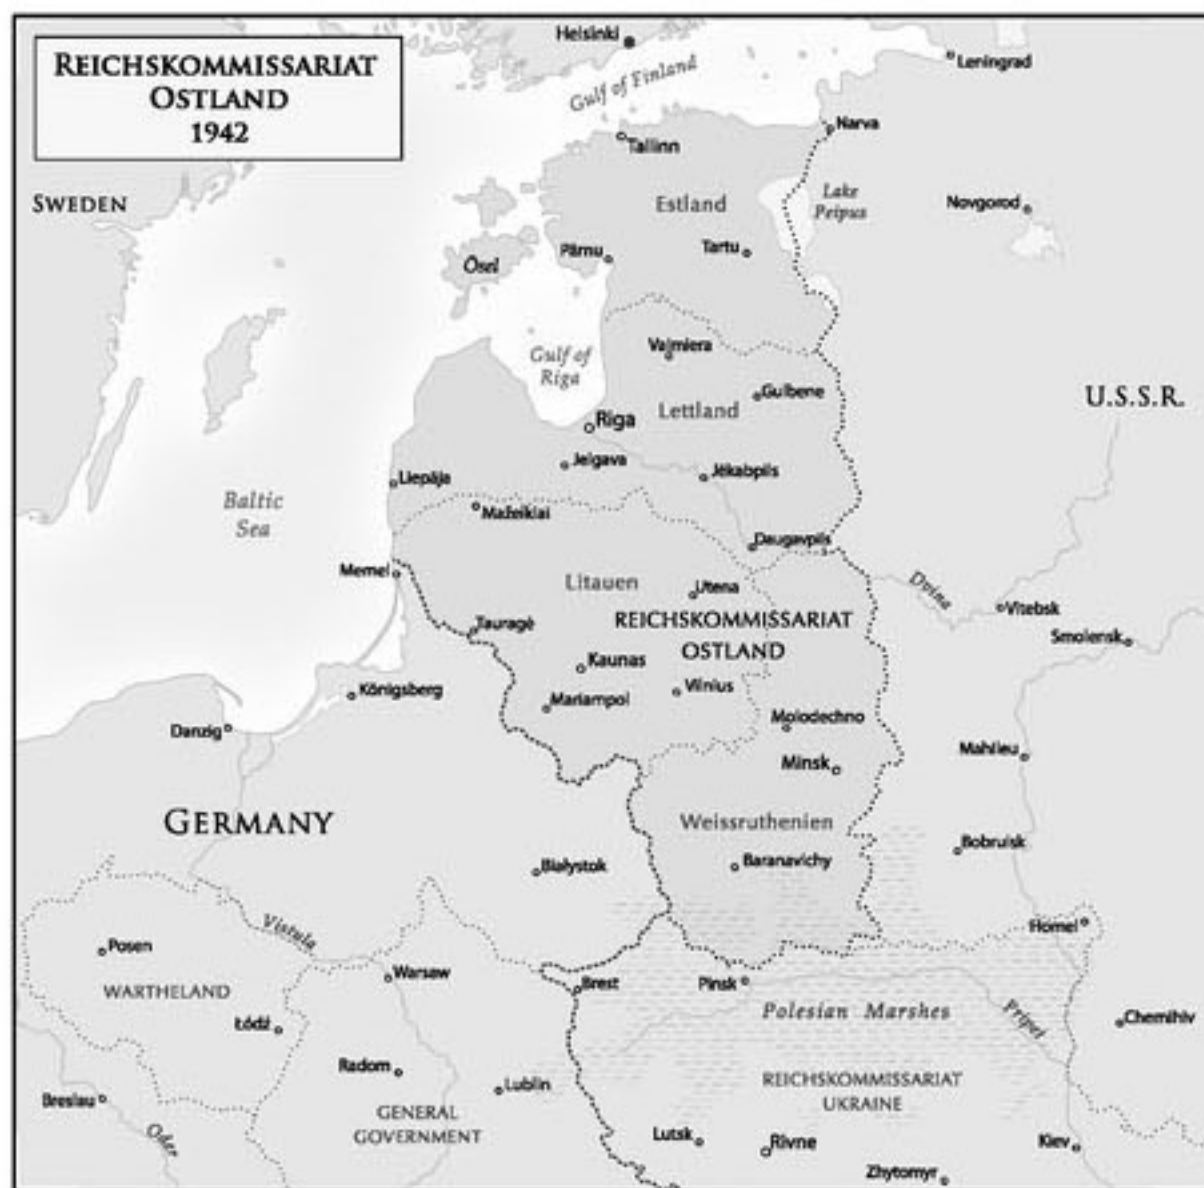 REICHSKOMMISSARIAT
OSTLAND
1942
Helsinki
Gulf of Finland
Leningrad
Narva
Tallinn
SWEDEN
Estland
Lake
Peipus
Novgorod
Pärnu
Tartu
Ösel
Valmiera
Gulf of
Riga
Gulbene
U.S.S.R.
Lettland
Riga
Jelgava
Jēkabpils
Liepāja
Baltic
Sea
Mažeikiai
Daugavpils
Memel
Litauen
Utena
Dvina
Vitebsk
Tauragė
REICHSKOMMISSARIAT
OSTLAND
Smolensk
Kaunas
Vilnius
Königsberg
Mariampol
Molodechno
Danzig
Minsk
Mahlieu
GERMANY
Weissruthenien
Bobruisk
Białystok
Baranavichy
Vistula
Homel
Posen
Warsaw
Brest
Pinsk
WARTHELAND
Polesian Marshes
Pripet
Łódź
Chernihiv
Radom
Lublin
REICHSKOMMISSARIAT
UKRAINE
Breslau
GENERAL
GOVERNMENT
Oder
Lutsk
Rivne
Kiev
Zhytomyr